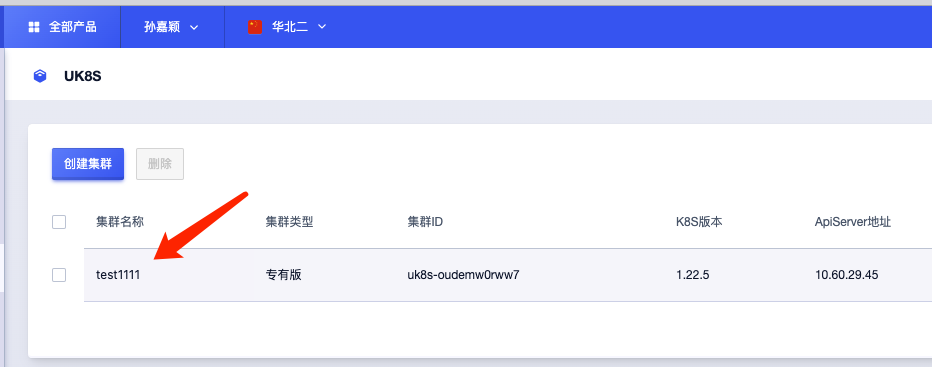 全部产品 孙嘉颖 华北二
UK8S
创建集群 删除
集群名称 集群类型 集群ID K8S版本 ApiServer地址
test1111 专有版 uk8s-oudemw0rww7 1.22.5 10.60.29.45